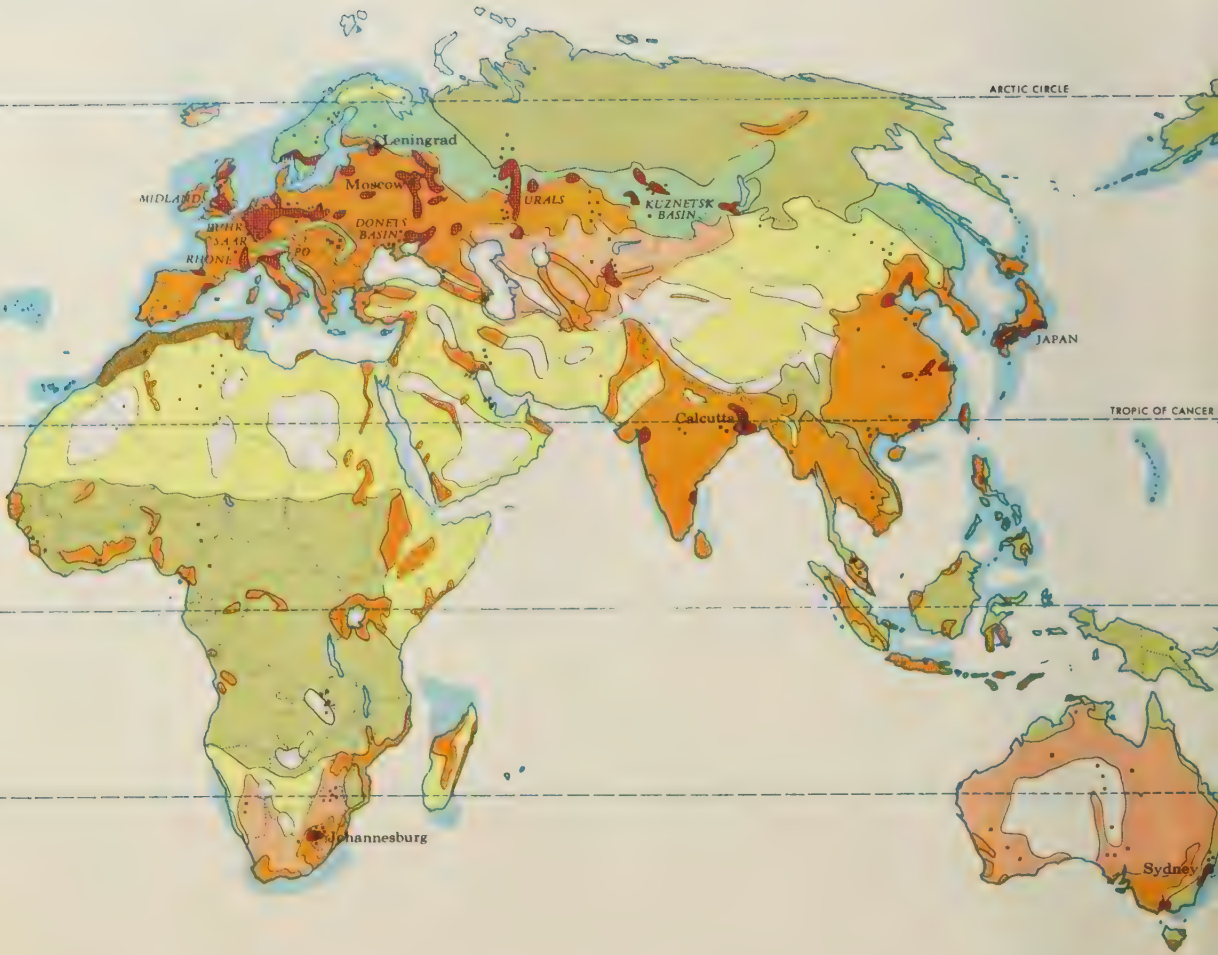 ARCTIC CIRCLE
Leningrad
Moscow
MIDLANDS
URALS
KUZNETSK
BASIN
DONETS
BASIN
RUHR
SAAR
RHONE
PO
JAPAN
TROPIC OF CANCER
Calcutta
Johannesburg
Sydney